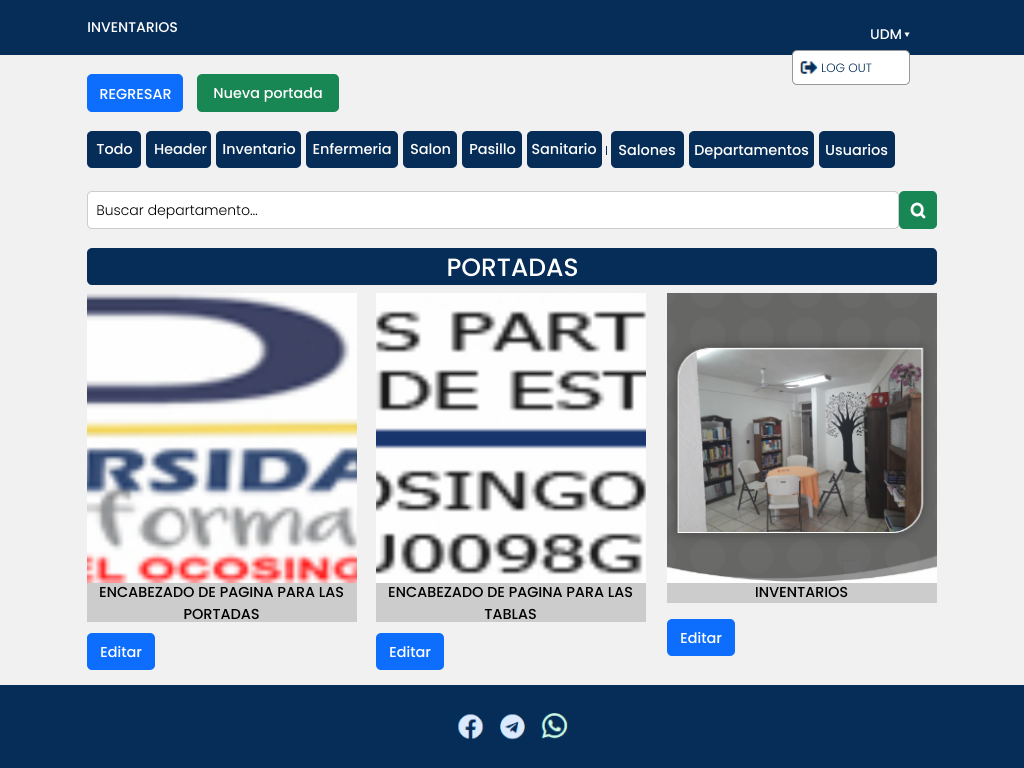 INVENTARIOS
UDM
LOG OUT
REGRESAR
Nueva portada
Todo
Header
Inventario
Enfermeria
Salon
Pasillo
Sanitario
Salones
Departamentos
Usuarios
Buscar departamento...
PORTADAS
RSIDA
forma
EL OCOSING
S PART
DE EST
OSINGO
J0098G
ENCABEZADO DE PAGINA PARA LAS
PORTADAS
ENCABEZADO DE PAGINA PARA LAS
TABLAS
INVENTARIOS
Editar
Editar
Editar